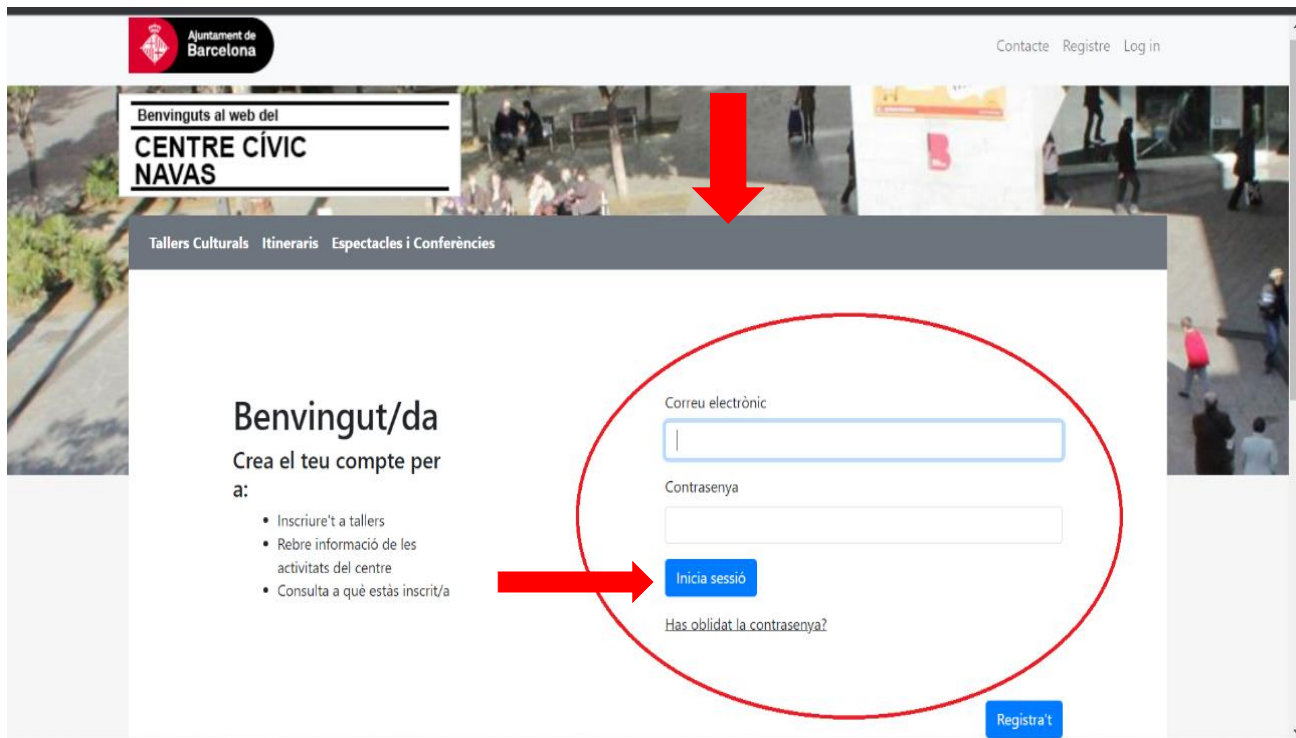 Ajuntament de
Barcelona
Contacte Registre Log in
Benvinguts al web del
CENTRE CÍVIC
NAVAS
B
Tallers Culturals Itineraris Espectacles i Conferències
Benvingut/da
Crea el teu compte per
a:
• Inscriure't a tallers
• Rebre informació de les
activitats del centre
• Consulta a què estàs inscrit/a
Correu electrònic
Contrasenya
Inicia sessió
Has oblidat la contrasenya?
Registra't